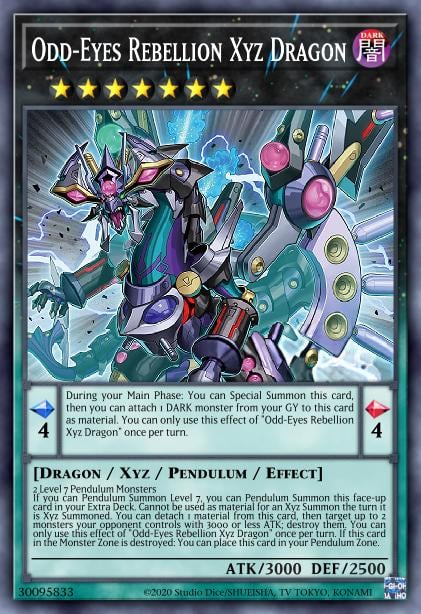 ODD-EYES REBELLION XYZ DRAGON
DARK
闇
During your Main Phase: You can Special Summon this card,
then you can attach 1 DARK monster from your GY to this card
as material. You can only use this effect of "Odd-Eyes Rebellion
Xyz Dragon" once per turn.
4
4
[DRAGON / XYZ / PENDULUM / EFFECT]
2 Level 7 Pendulum Monsters
If you can Pendulum Summon Level 7, you can Pendulum Summon this face-up
card in your Extra Deck. Cannot be used as material for an Xyz Summon the turn it
is Xyz Summoned. You can detach 1 material from this card, then target up to 2
monsters your opponent controls with 3000 or less ATK; destroy them. You can
only use this effect of "Odd-Eyes Rebellion Xyz Dragon" once per turn. If this card
in the Monster Zone is destroyed: You can place this card in your Pendulum Zone.
ATK/3000 DEF/2500
30095833
©2020 Studio Dice/SHUEISHA, TV TOKYO, KONAMI